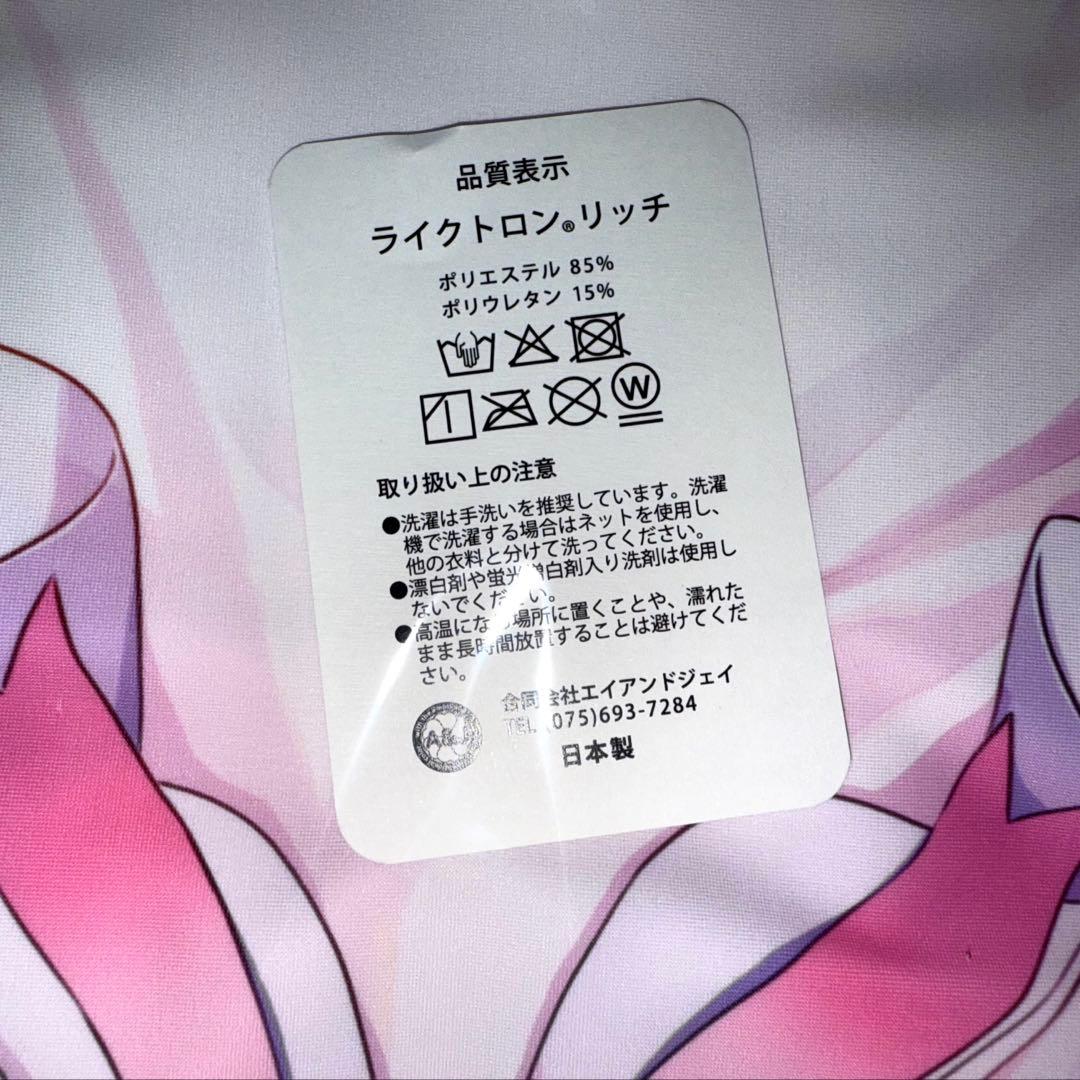 品質表示
ライクトロン®リッチ
ポリエステル 85%
ポリウレタン 15%
W
取り扱い上の注意
●洗濯は手洗いを推奨しています。洗濯
機で洗濯する場合はネットを使用し、
他の衣料と分けて洗ってください。
●漂白剤や蛍光増白剤入り洗剤は使用し
ないでください。
●高温になる場所に置くことや、濡れた
まま長時間放置することは避けてくだ
さい。
合同会社エイアンドジェイ
TEL (075)693-7284
A&J
日本製